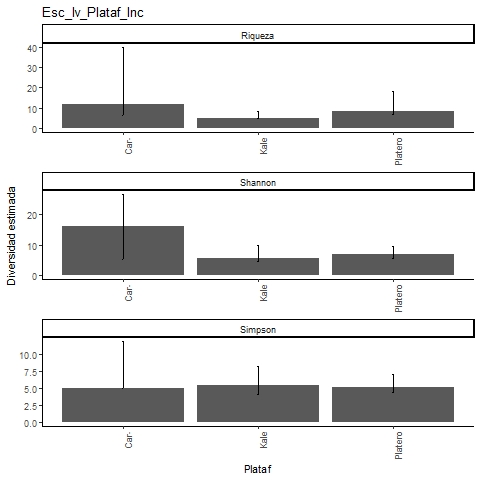 Esc_lv_Plataf_Inc
Riqueza
40
30
20
10
0
Car-
Kale
Platero
Shannon
20
10
0
Car-
Kale
Platero
Simpson
10.0
7.5
5.0
2.5
0.0
Car-
Kale
Platero
Diversidad estimada
Plataf